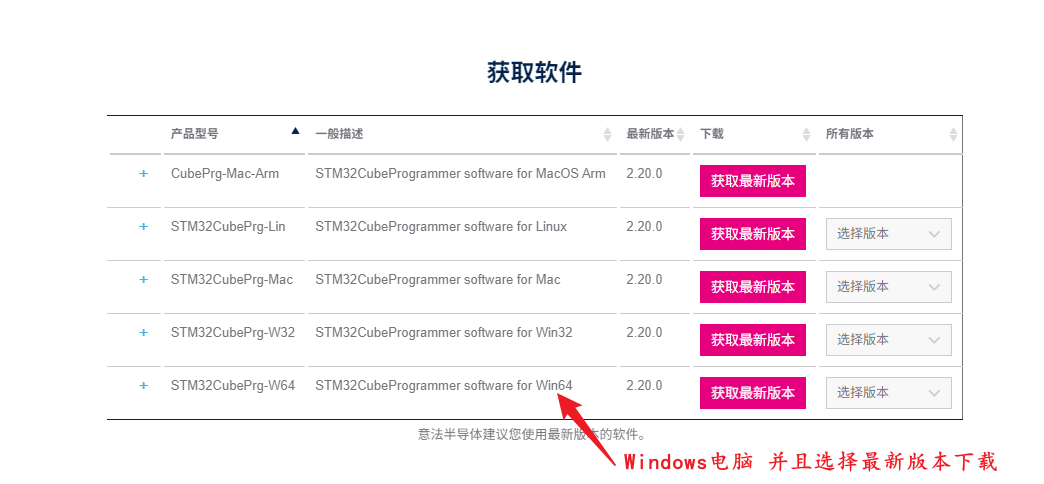 获取软件
产品型号 一般描述 最新版本 下载 所有版本
+ CubePrg-Mac-Arm STM32CubeProgrammer software for MacOS Arm 2.20.0 获取最新版本
+ STM32CubePrg-Lin STM32CubeProgrammer software for Linux 2.20.0 获取最新版本 选择版本
+ STM32CubePrg-Mac STM32CubeProgrammer software for Mac 2.20.0 获取最新版本 选择版本
+ STM32CubePrg-W32 STM32CubeProgrammer software for Win32 2.20.0 获取最新版本 选择版本
+ STM32CubePrg-W64 STM32CubeProgrammer software for Win64 2.20.0 获取最新版本 选择版本
意法半导体建议您使用最新版本的软件。
Windows电脑 并且选择最新版本下载